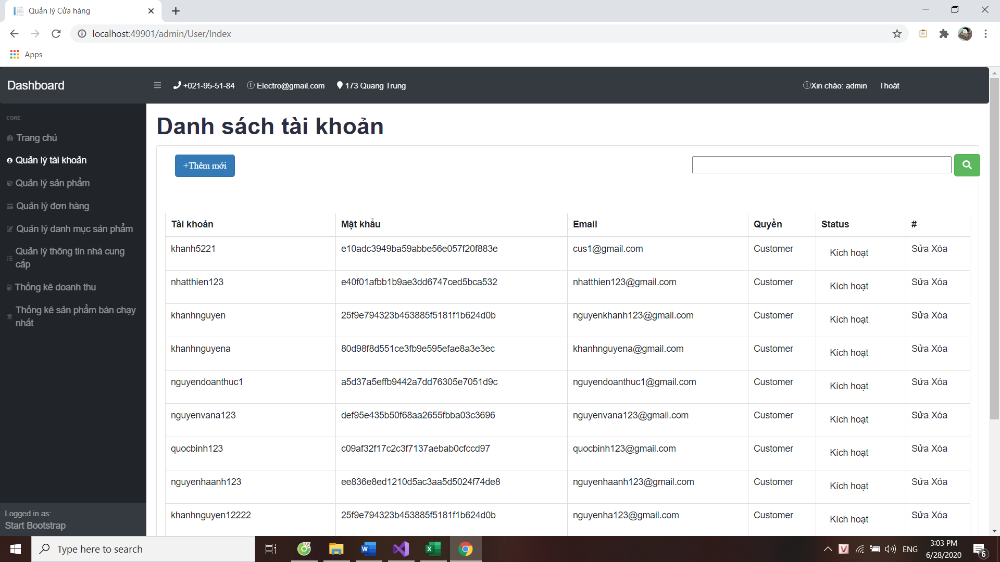 Quản lý Cửa hàng
localhost:49901/admin/User/Index
Apps
Dashboard
+021-95-51-84
Electro@gmail.com
173 Quang Trung
Xin chào: admin
Thoát
CORE
Trang chủ
Quản lý tài khoản
Quản lý sản phẩm
Quản lý đơn hàng
Quản lý danh mục sản phẩm
Quản lý thông tin nhà cung
cấp
Thống kê doanh thu
Thống kê sản phẩm bán chạy
nhất
Logged in as:
Start Bootstrap
Danh sách tài khoản
+Thêm mới
Tài khoản Mật khẩu Email Quyền Status #
khanh5221 e10adc3949ba59abbe56e057f20f883e cus1@gmail.com Customer Kích hoạt Sửa Xóa
nhatthien123 e40f01afbb1b9ae3dd6747ced5bca532 nhatthien123@gmail.com Customer Kích hoạt Sửa Xóa
khanhnguyen 25f9e794323b453885f5181f1b624d0b nguyenkhanh123@gmail.com Customer Kích hoạt Sửa Xóa
khanhnguyena 80d98f8d551ce3fb9e595efae8a3e3ec khanhnguyena@gmail.com Customer Kích hoạt Sửa Xóa
nguyendoanthuc1 a5d37a5effb9442a7dd76305e7051d9c nguyendoanthuc1@gmail.com Customer Kích hoạt Sửa Xóa
nguyenvana123 def95e435b50f68aa2655fbba03c3696 nguyenvana123@gmail.com Customer Kích hoạt Sửa Xóa
quocbinh123 c09af32f17c2c3f7137aebab0cfccd97 quocbinh123@gmail.com Customer Kích hoạt Sửa Xóa
nguyenhaanh123 ee836e8ed1210d5ac3aa5d5024f74de8 nguyenhaanh123@gmail.com Customer Kích hoạt Sửa Xóa
khanhnguyen12222 25f9e794323b453885f5181f1b624d0b nguyenha123@gmail.com Customer Kích hoạt Sửa Xóa
Type here to search
ENG
3:03 PM
6/28/2020
6